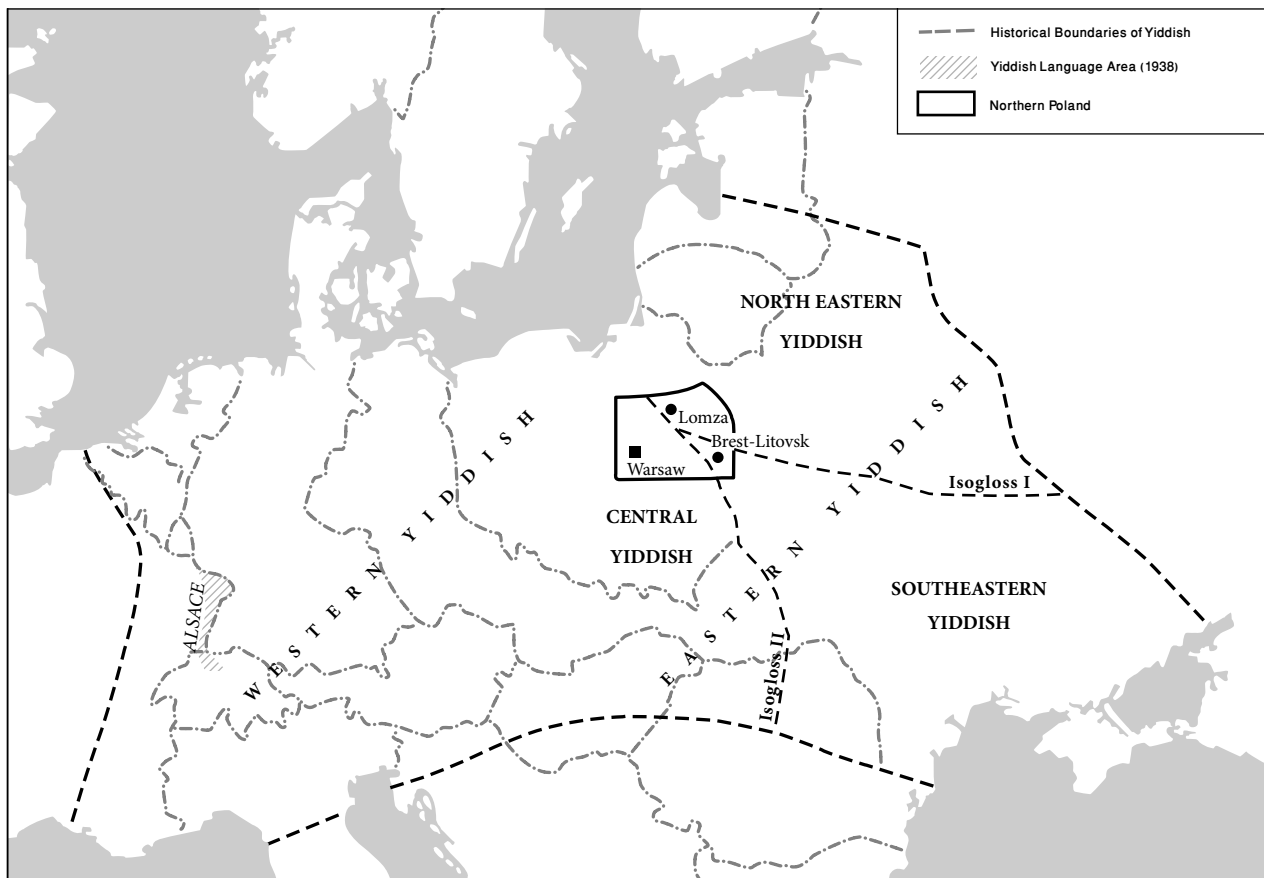 Historical Boundaries of Yiddish
Yiddish Language Area (1938)
Northern Poland
NORTH EASTERN
YIDDISH
Lomza
Brest-Litovsk
Warsaw
Isogloss I
CENTRAL
YIDDISH
SOUTHEASTERN
YIDDISH
ALSACE
WESTERN YIDDISH
EASTERN YIDDISH
Isogloss II